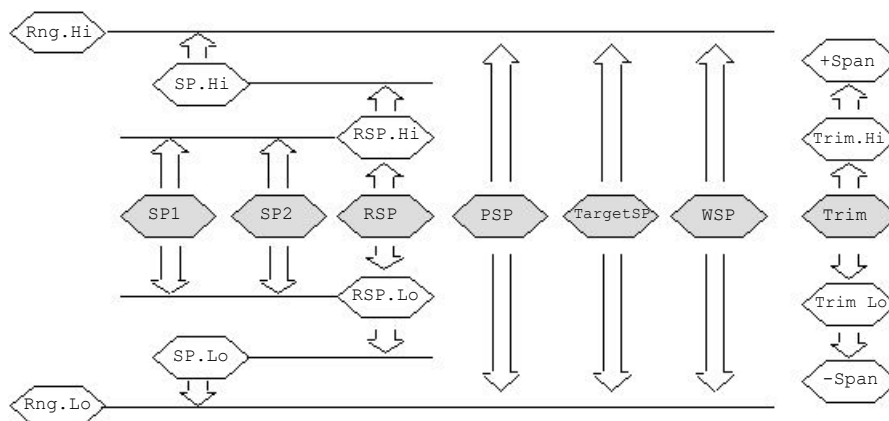 Rng.Hi
+Span
SP.Hi
RSP.Hi
Trim.Hi
SP1 SP2 RSP PSP TargetSP WSP Trim
RSP.Lo
Trim Lo
SP.Lo
-Span
Rng.Lo